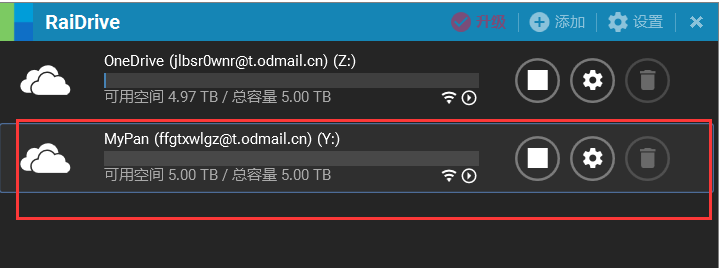 RaiDrive 升级 添加 设置
OneDrive (jlbsr0wnr@t.odmail.cn) (Z:)
可用空间 4.97 TB / 总容量 5.00 TB
MyPan (ffgtxwlgz@t.odmail.cn) (Y:)
可用空间 5.00 TB / 总容量 5.00 TB